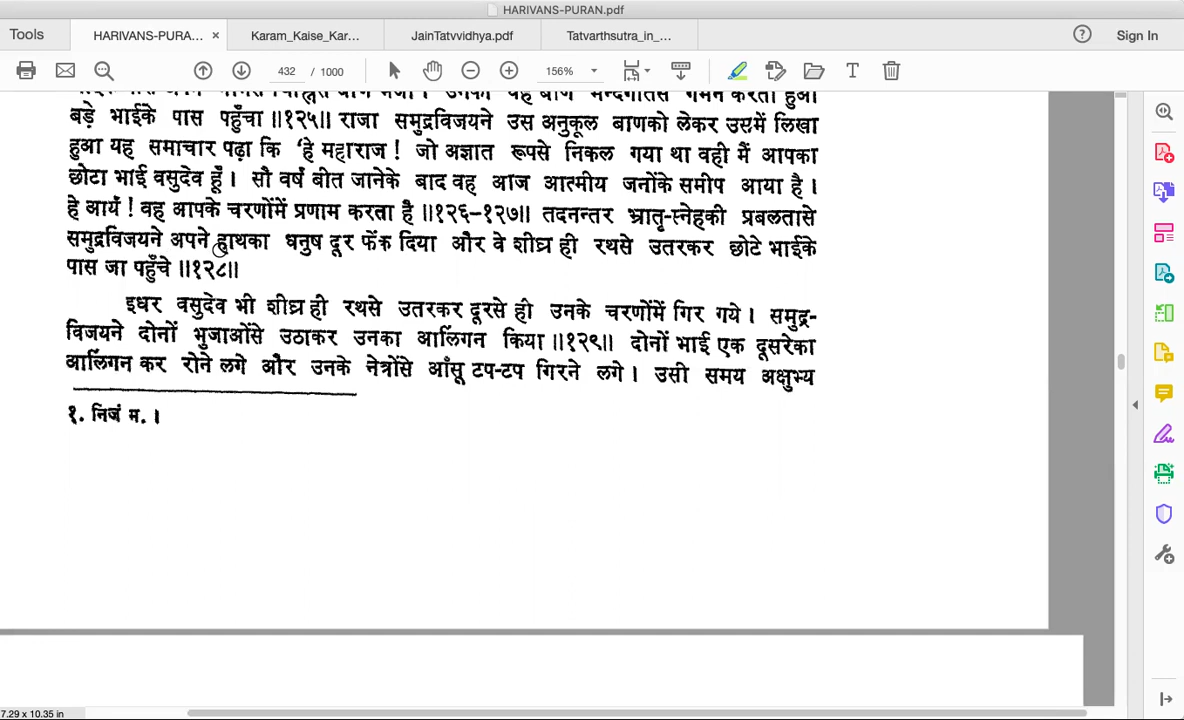 HARIVANS-PURAN.pdf
Tools
HARIVANS-PURA... ×
Karam_Kaise_Kar...
JainTatvvidhya.pdf
Tatvarthsutra_in_...
Sign In
432 / 1000
156%
यह बाण मन्दगतिसे गमन करता हुआ
बड़े भाईके पास पहुँचा ॥१२५॥ राजा समुद्रविजयने उस अनुकूल बाणको लेकर उसमें लिखा
हुआ यह समाचार पढ़ा कि 'हे महाराज ! जो अज्ञात रूपसे निकल गया था वही मैं आपका
छोटा भाई वसुदेव हूँ । सौ वर्ष बीत जानेके बाद वह आज आत्मीय जनोंके समीप आया है ।
हे आर्य ! वह आपके चरणोंमें प्रणाम करता है ॥१२६-१२७॥ तदनन्तर भ्रातृ-स्नेहकी प्रबलतासे
समुद्रविजयने अपने हाथका धनुष दूर फेंक दिया और वे शीघ्र ही रथसे उतरकर छोटे भाईके
पास जा पहुँचे ॥१२८॥
इधर वसुदेव भी शीघ्र ही रथसे उतरकर दूरसे ही उनके चरणोंमें गिर गये । समुद्र-
विजयने दोनों भुजाओंसे उठाकर उनका आलिंगन किया ॥१२९॥ दोनों भाई एक दूसरेका
आलिंगन कर रोने लगे और उनके नेत्रोंसे आँसू टप-टप गिरने लगे । उसी समय अक्षुभ्य
१. निजं म. ।
7.29 x 10.35 in